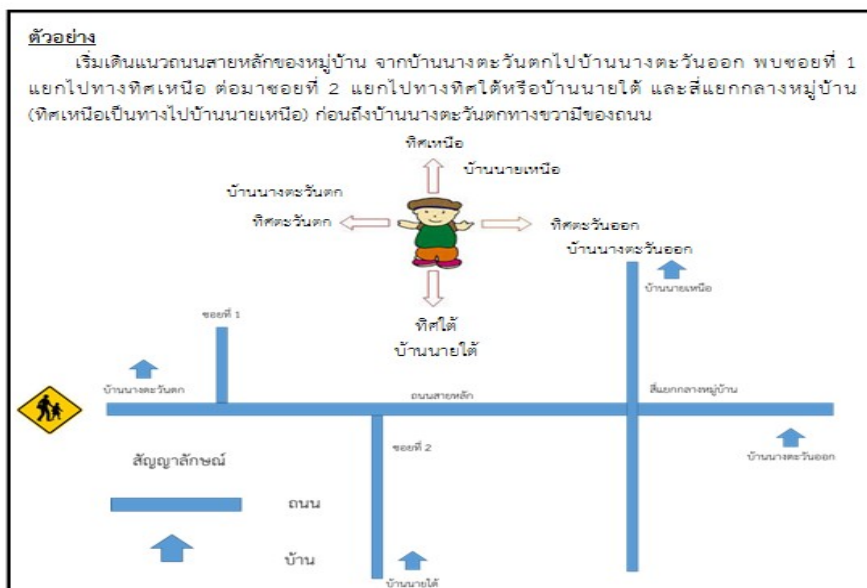 ตัวอย่าง
เริ่มเดินแนวถนนสายหลักของหมู่บ้าน จากบ้านนางตะวันตกไปบ้านนางตะวันออก พบซอยที่ 1
แยกไปทางทิศเหนือ ต่อมาซอยที่ 2 แยกไปทางทิศใต้หรือบ้านนายใต้ และสี่แยกกลางหมู่บ้าน
(ทิศเหนือเป็นทางไปบ้านนายเหนือ) ก่อนถึงบ้านนางตะวันตกทางขวามีของถนน
ทิศเหนือ
บ้านนายเหนือ
บ้านนางตะวันตก
ทิศตะวันตก
ทิศตะวันออก
บ้านนางตะวันออก
ทิศใต้
บ้านนายใต้
บ้านนายเหนือ
ซอยที่ 1
บ้านนางตะวันตก
ถนนสายหลัก
สี่แยกกลางหมู่บ้าน
ซอยที่ 2
บ้านนางตะวันออก
สัญญาลักษณ์
ถนน
บ้าน
บ้านนายใต้